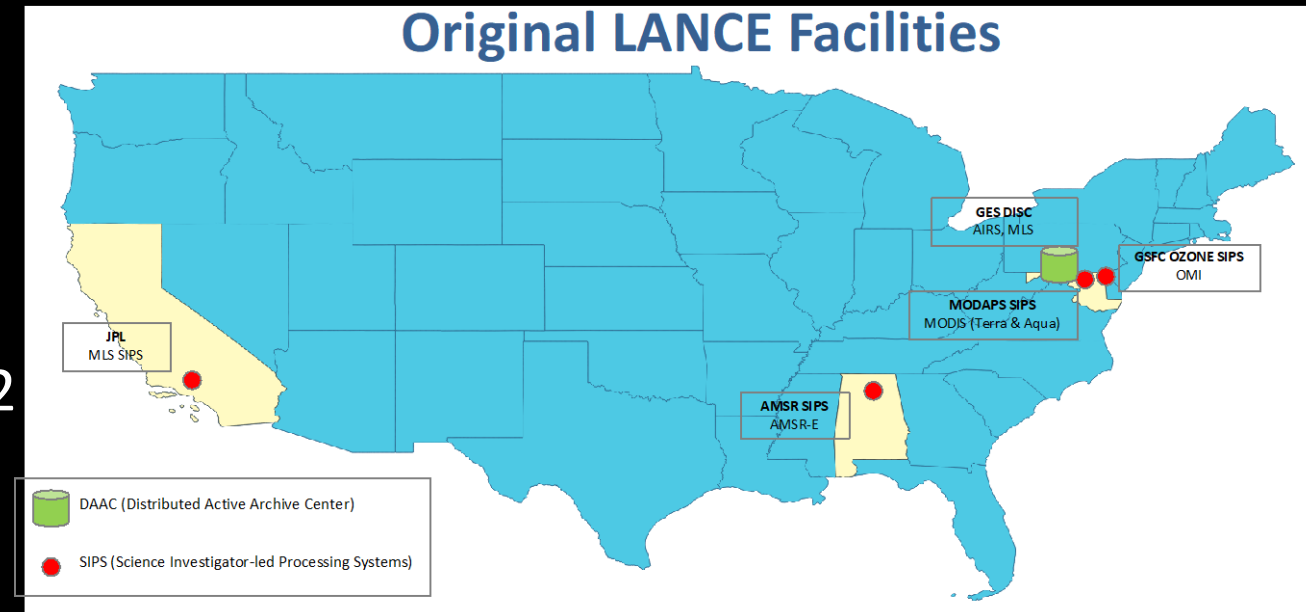 Original LANCE Facilities
GES DISC
AIRS, MLS
GSFC OZONE SIPS
OMI
MODAPS SIPS
MODIS (Terra & Aqua)
JPL
MLS SIPS
2
AMSR SIPS
AMSR-E
DAAC (Distributed Active Archive Center)
SIPS (Science Investigator-led Processing Systems)